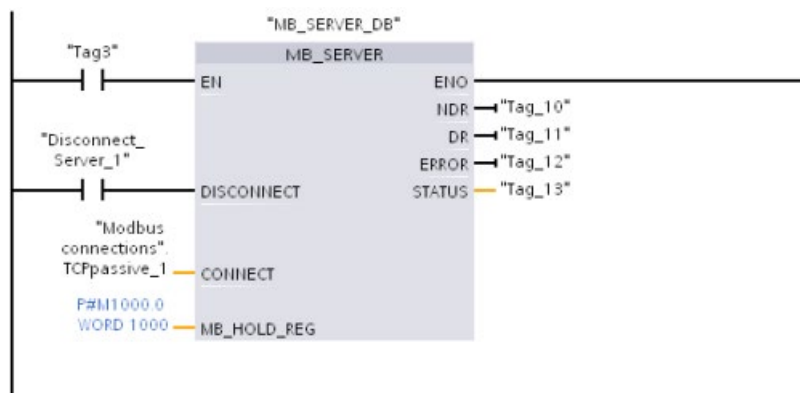 "MB_SERVER_DB"
"Tag3"
MB_SERVER
EN
ENO
NDR
"Tag_10"
DR
"Tag_11"
"Disconnect_
Server_1"
ERROR
"Tag_12"
DISCONNECT
STATUS
"Tag_13"
"Modbus
connections".
TCPpassive_1
CONNECT
P#M1000.0
WORD 1000
MB_HOLD_REG